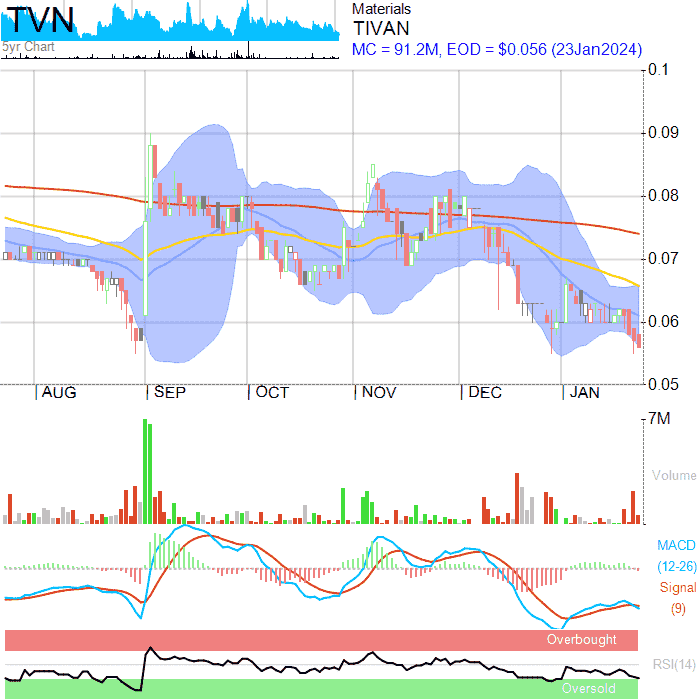 TVN
5yr Chart
Materials
TIVAN
MC = 91.2M, EOD = $0.056 (23Jan2024)
0.1
0.09
0.08
0.07
0.06
0.05
AUG SEP OCT NOV DEC JAN
7M
Volume
MACD
(12-26)
Signal
(9)
Overbought
RSI(14)
Oversold